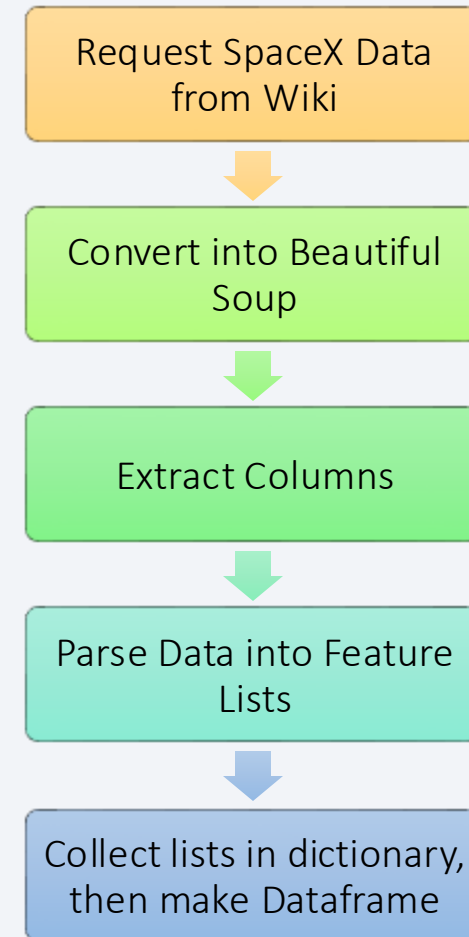 Request SpaceX Data
from Wiki
Convert into Beautiful
Soup
Extract Columns
Parse Data into Feature
Lists
Collect lists in dictionary,
then make Dataframe